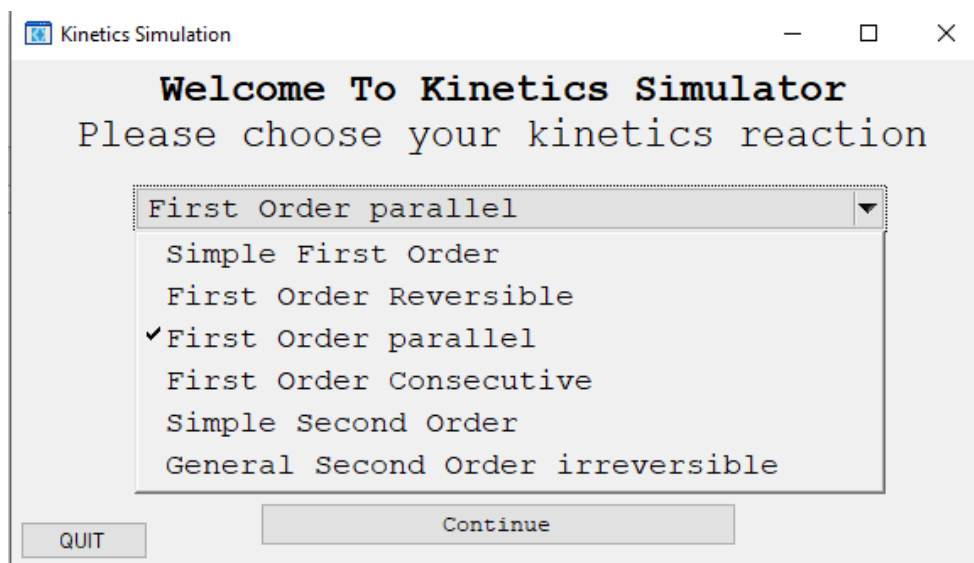 Kinetics Simulation
Welcome To Kinetics Simulator
Please choose your kinetics reaction
First Order parallel
Simple First Order
First Order Reversible
First Order parallel
First Order Consecutive
Simple Second Order
General Second Order irreversible
Continue
QUIT